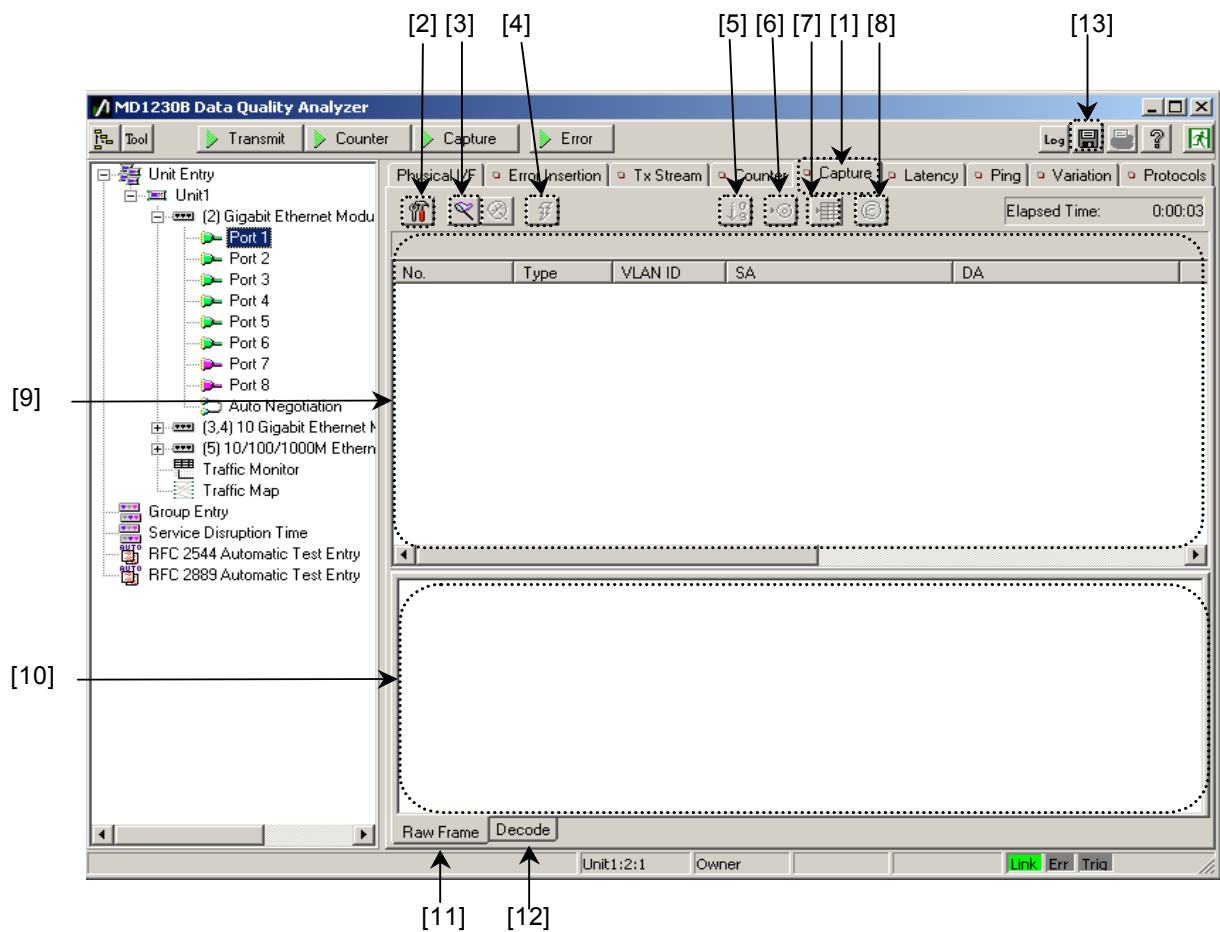 [2] [3] [4] [5] [6] [7] [1] [8] [13]
MD1230B Data Quality Analyzer
Tool Transmit Counter Capture Error Log
Unit Entry
Unit1
(2) Gigabit Ethernet Modu
Port 1
Port 2
Port 3
Port 4
Port 5
Port 6
Port 7
Port 8
Auto Negotiation
(3,4) 10 Gigabit Ethernet M
(5) 10/100/1000M Ethern
Traffic Monitor
Traffic Map
Group Entry
Service Disruption Time
AUTO RFC 2544 Automatic Test Entry
AUTO RFC 2889 Automatic Test Entry
Physical I/F Error Insertion Tx Stream Counter Capture Latency Ping Variation Protocols
Elapsed Time: 0:00:03
No. Type VLAN ID SA DA
[9]
[10]
Raw Frame Decode
Unit1:2:1 Owner Link Err Trig
[11] [12]